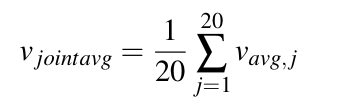 v_{jointavg} = \frac{1}{20} \sum_{j=1}^{20} v_{avg,j}